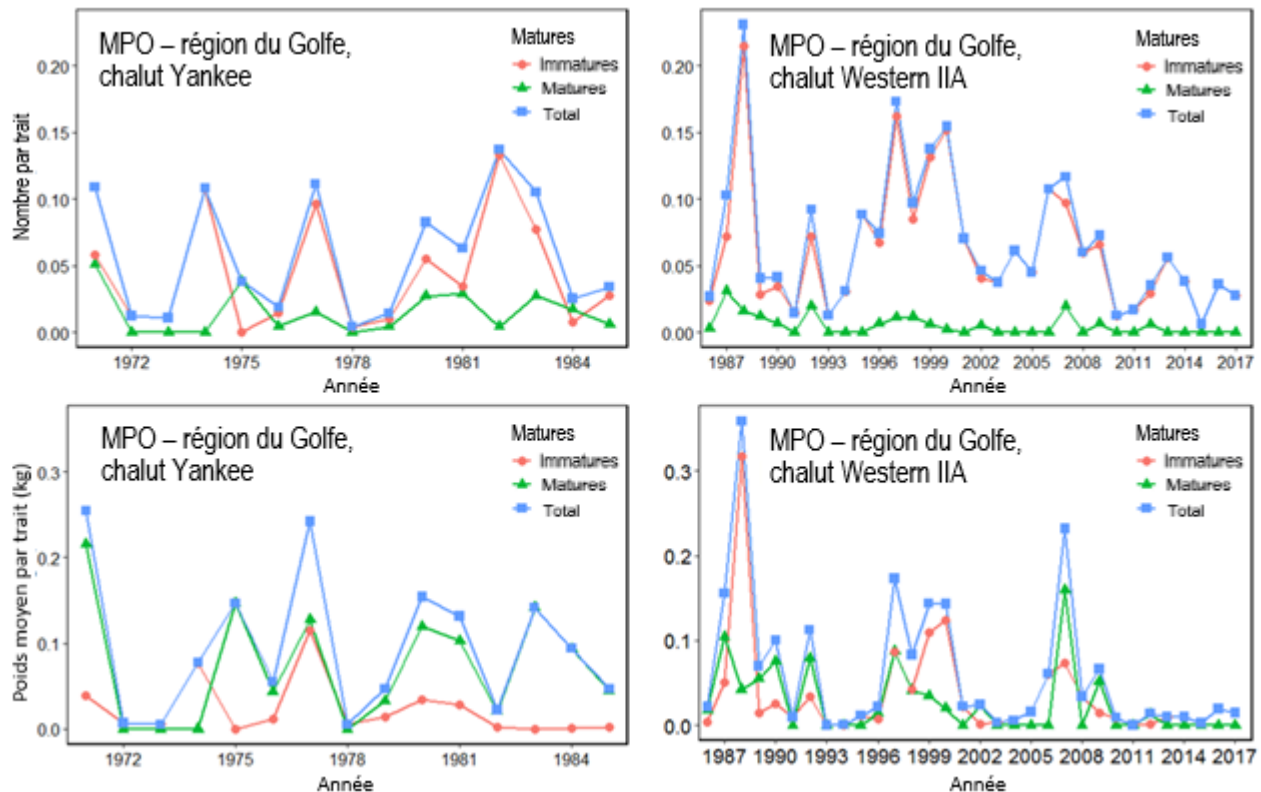 MPO – région du Golfe,
chalut Yankee
Matures
Immatures
Matures
Total
Nombre par trait
0.20
0.15
0.10
0.05
0.00
1972
1975
1978
1981
1984
Année
MPO – région du Golfe,
chalut Western IIA
Matures
Immatures
Matures
Total
0.20
0.15
0.10
0.05
0.00
1987
1990
1993
1996
1999
2002
2005
2008
2011
2014
2017
Année
MPO – région du Golfe,
chalut Yankee
Matures
Immatures
Matures
Total
Poids moyen par trait (kg)
0.3
0.2
0.1
0.0
1972
1975
1978
1981
1984
Année
MPO – région du Golfe,
chalut Western IIA
Matures
Immatures
Matures
Total
0.3
0.2
0.1
0.0
1987
1990
1993
1996
1999
2002
2005
2008
2011
2014
2017
Année